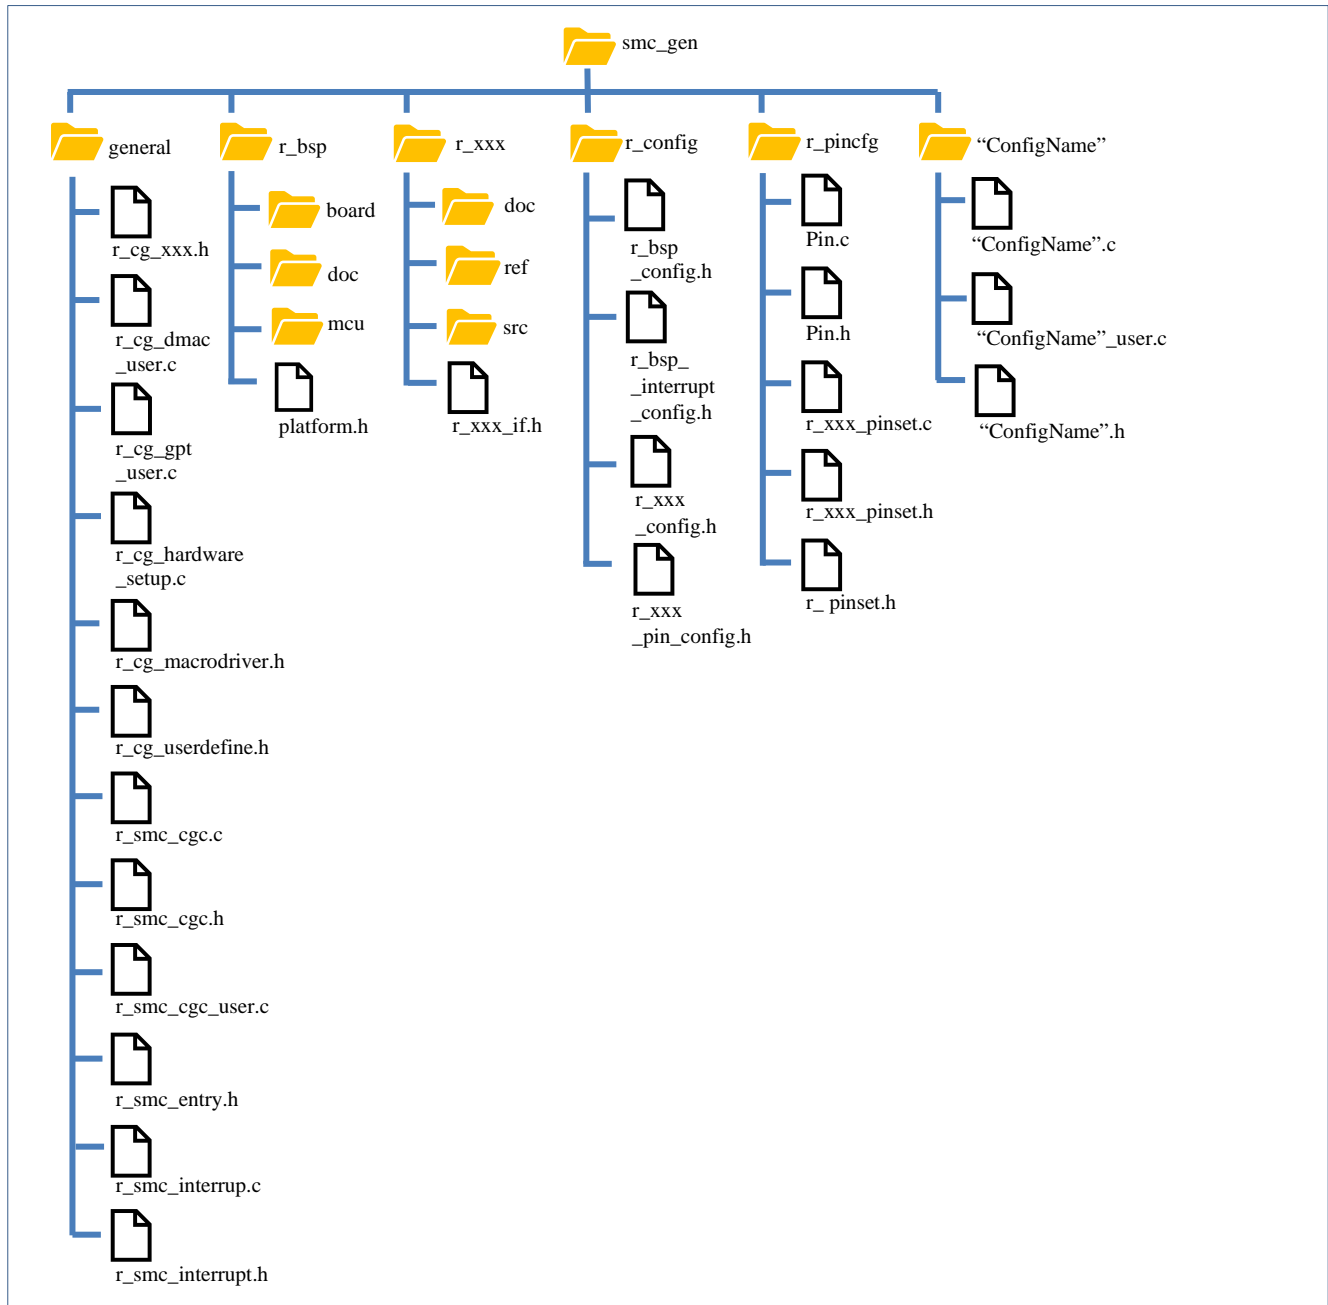 smc_gen
general
r_cg_xxx.h
r_cg_dmac
_user.c
r_cg_gpt
_user.c
r_cg_hardware
_setup.c
r_cg_macrodriver.h
r_cg_userdefine.h
r_smc_cgc.c
r_smc_cgc.h
r_smc_cgc_user.c
r_smc_entry.h
r_smc_interrup.c
r_smc_interrupt.h
r_bsp
board
doc
mcu
platform.h
r_xxx
doc
ref
src
r_xxx_if.h
r_config
r_bsp
_config.h
r_bsp_
_interrupt
_config.h
r_xxx
_config.h
r_xxx
_pin_config.h
r_pincfg
Pin.c
Pin.h
r_xxx_pinset.c
r_xxx_pinset.h
r_ pinset.h
“ConfigName”
“ConfigName”.c
“ConfigName”_user.c
“ConfigName”.h